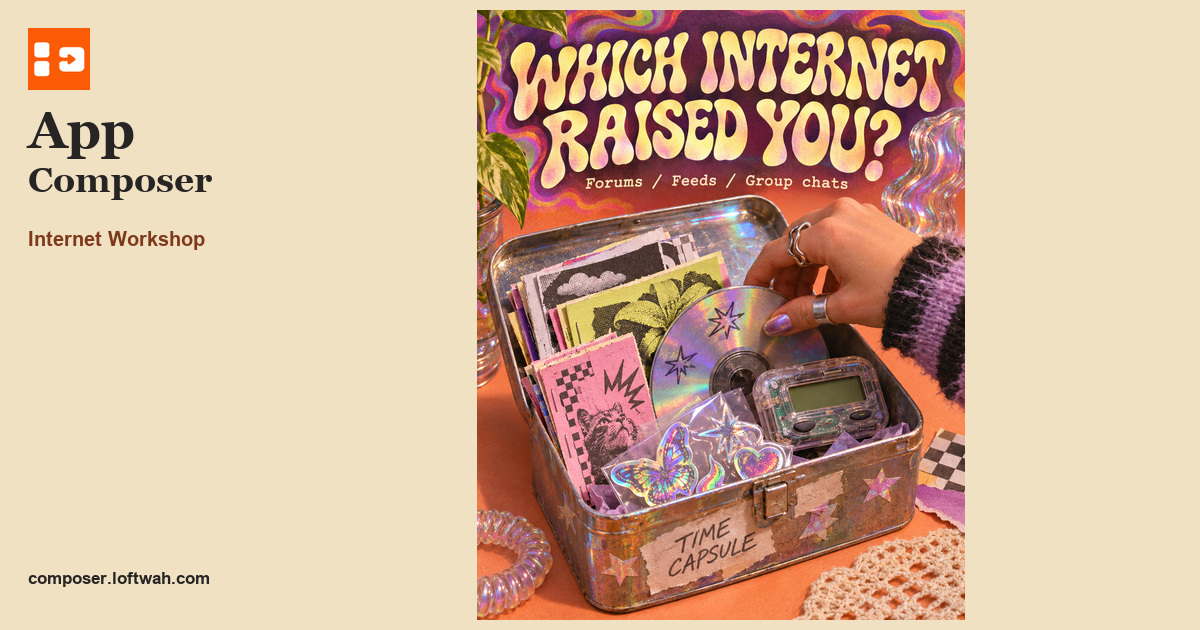 App
Composer
Internet Workshop
composer.loftwah.com
WHICH INTERNET
RAISED YOU?
Forums / Feeds / Group chats
TIME
CAPSULE